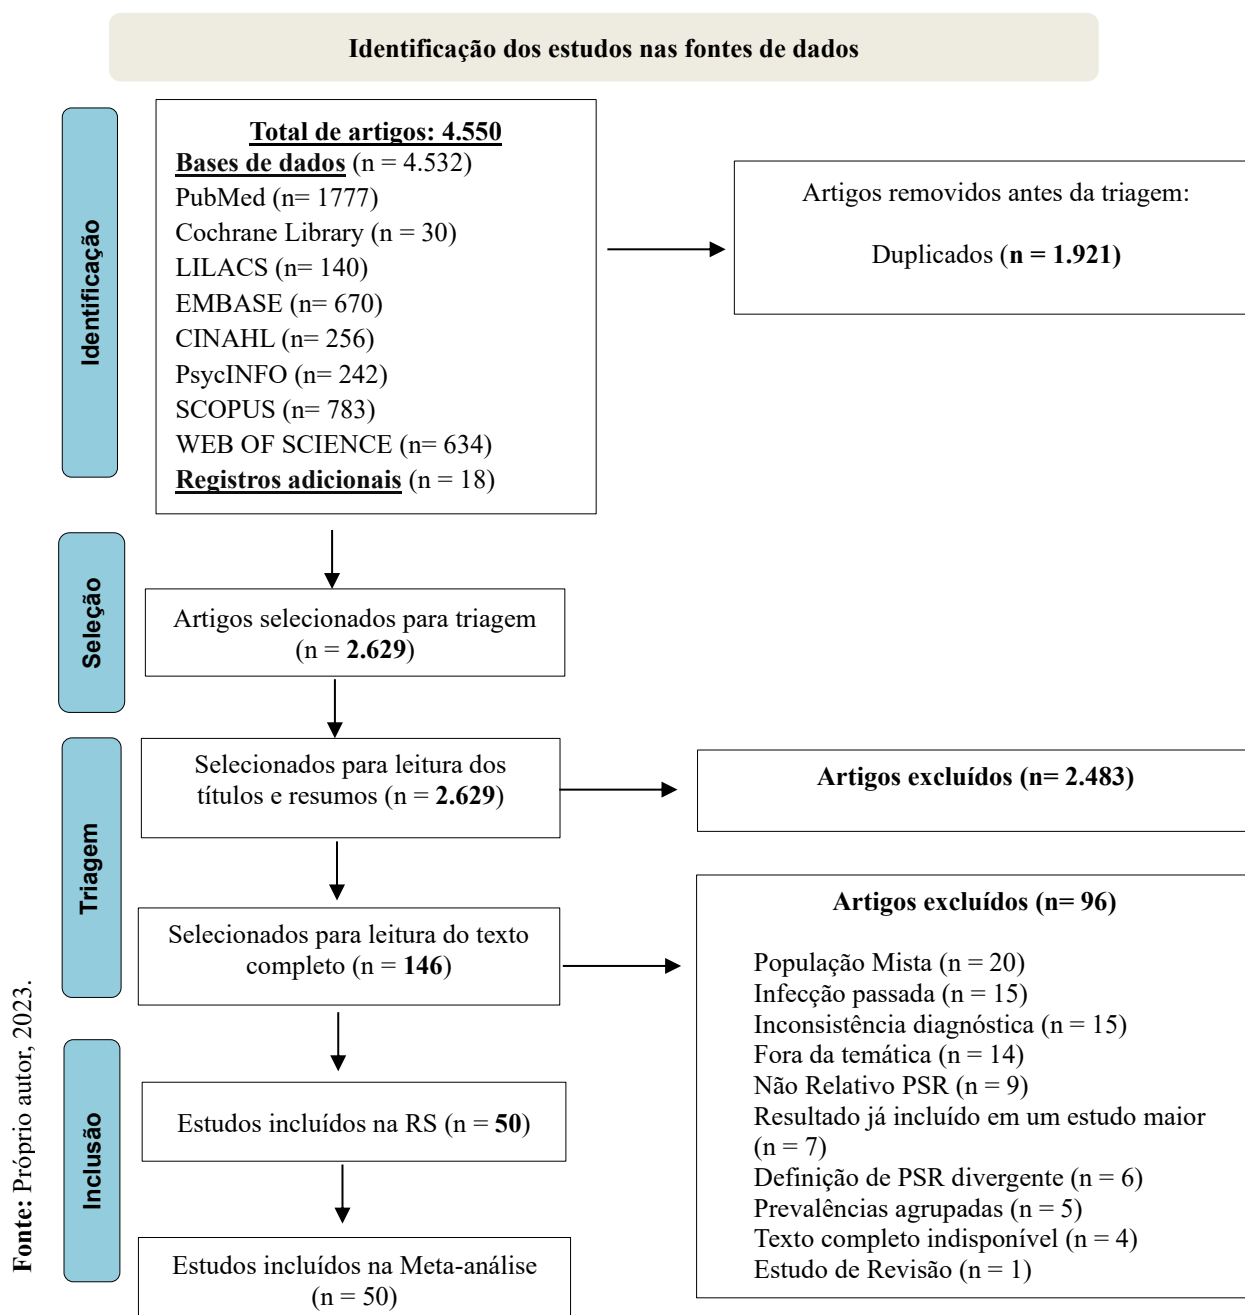 Identificação dos estudos nas fontes de dados
Identificação
Total de artigos: 4.550
Bases de dados (n = 4.532)
PubMed (n= 1777)
Cochrane Library (n = 30)
LILACS (n= 140)
EMBASE (n= 670)
CINAHL (n= 256)
PsycINFO (n= 242)
SCOPUS (n= 783)
WEB OF SCIENCE (n= 634)
Registros adicionais (n = 18)
Artigos removidos antes da triagem:
Duplicados (n = 1.921)
Seleção
Artigos selecionados para triagem
(n = 2.629)
Triagem
Selecionados para leitura dos
títulos e resumos (n = 2.629)
Artigos excluídos (n= 2.483)
Selecionados para leitura do texto
completo (n = 146)
Artigos excluídos (n= 96)
População Mista (n = 20)
Infecção passada (n = 15)
Inconsistência diagnóstica (n = 15)
Fora da temática (n = 14)
Não Relativo PSR (n = 9)
Resultado já incluído em um estudo maior
(n = 7)
Definição de PSR divergente (n = 6)
Prevalências agrupadas (n = 5)
Texto completo indisponível (n = 4)
Estudo de Revisão (n = 1)
Inclusão
Estudos incluídos na RS (n = 50)
Estudos incluídos na Meta-análise
(n = 50)
Fonte: Próprio autor, 2023.